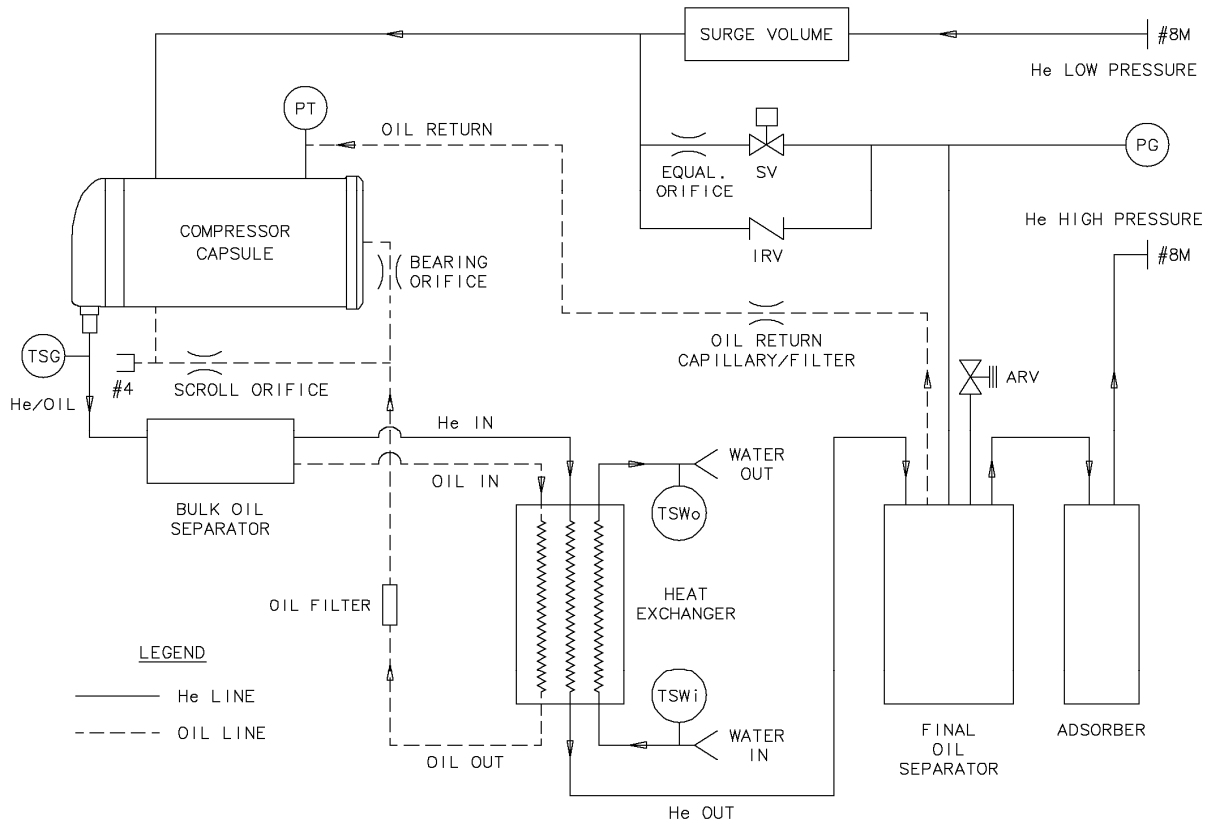 SURGE VOLUME
#8M
He LOW PRESSURE
PT
OIL RETURN
EQUAL.
ORIFICE
SV
PG
IRV
He HIGH PRESSURE
#8M
COMPRESSOR
CAPSULE
BEARING
ORIFICE
OIL RETURN
CAPILLARY/FILTER
TSG
#4
SCROLL ORIFICE
He/OIL
ARV
He IN
OIL IN
BULK OIL
SEPARATOR
WATER
OUT
TSWo
OIL FILTER
HEAT
EXCHANGER
LEGEND
He LINE
OIL LINE
TSWi
WATER
IN
OIL OUT
He OUT
FINAL
OIL
SEPARATOR
ADSORBER